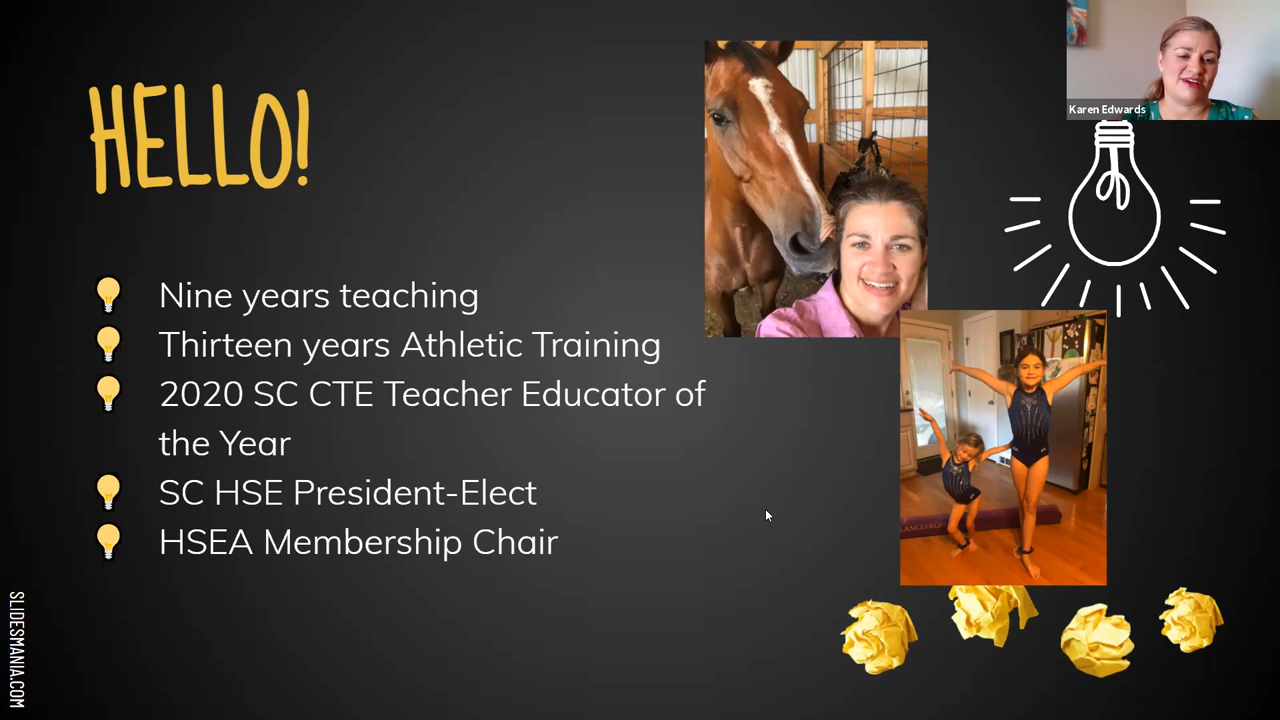 Karen Edwards
HELLO!
Nine years teaching
Thirteen years Athletic Training
2020 SC CTE Teacher Educator of
the Year
SC HSE President-Elect
HSEA Membership Chair
SLIDESMANIA.COM